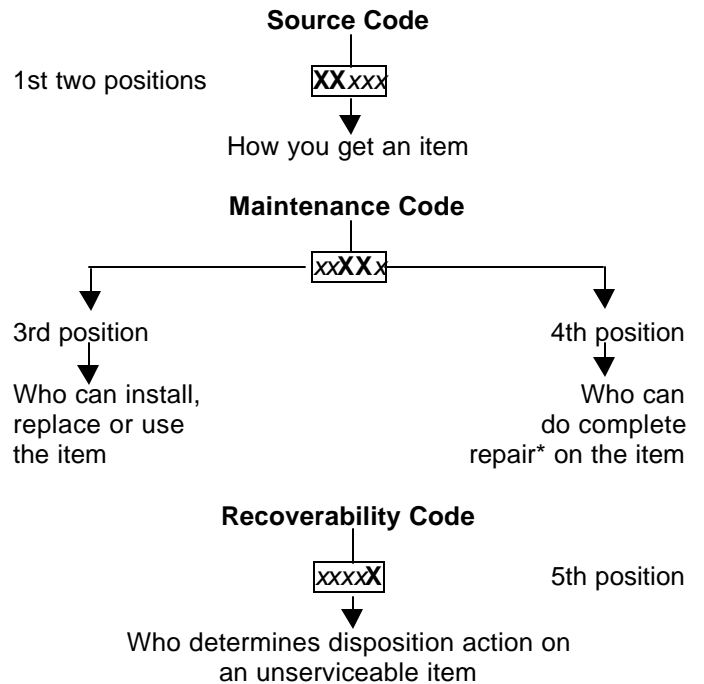 Source Code
1st two positions
XXxxx
How you get an item
Maintenance Code
xxXXx
3rd position
4th position
Who can install,
replace or use
the item
Who can
do complete
repair* on the item
Recoverability Code
xxxxX
5th position
Who determines disposition action on
an unserviceable item